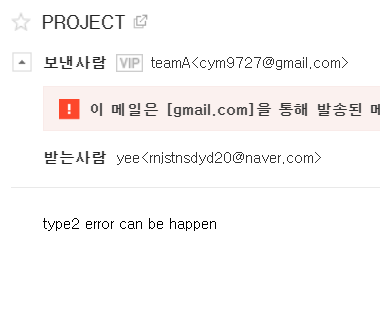 PROJECT
보낸사람 VIP teamA<cym9727@gmail.com>
! 이 메일은 [gmail.com]을 통해 발송된 메
받는사람 yee<rnjstnsdyd20@naver.com>
type2 error can be happen